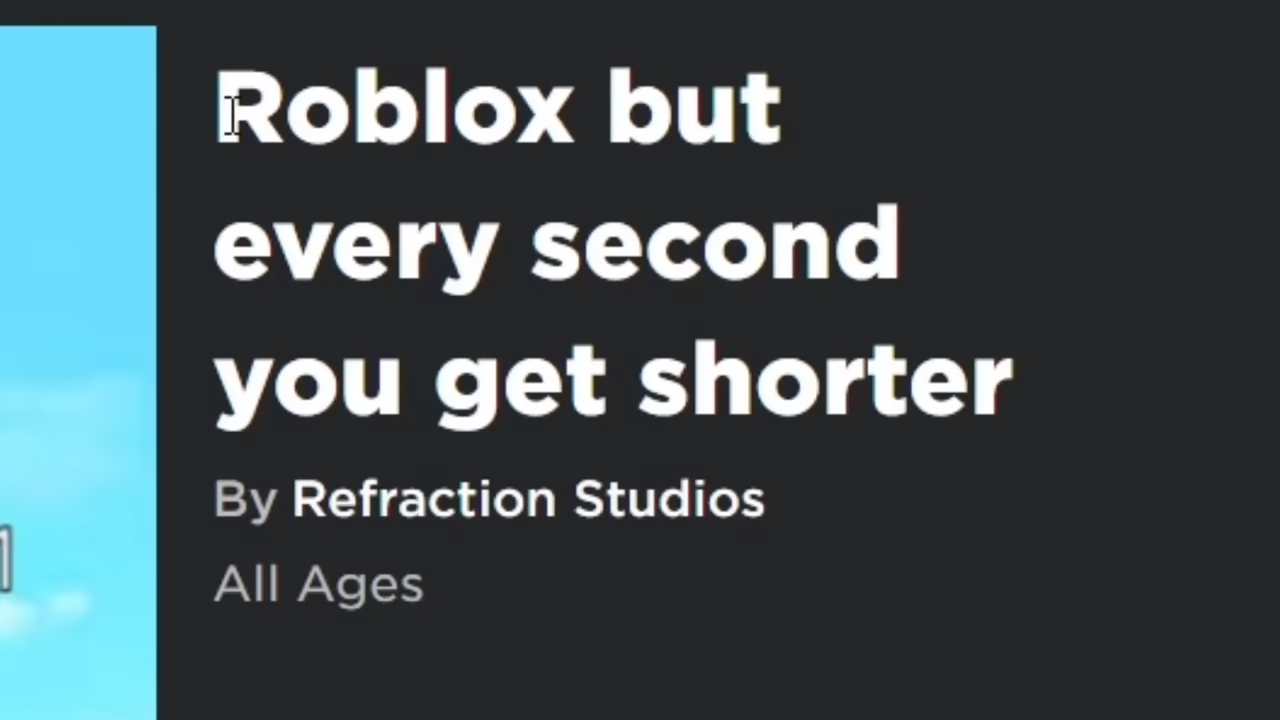 Roblox but
every second
you get shorter
By Refraction Studios
All Ages